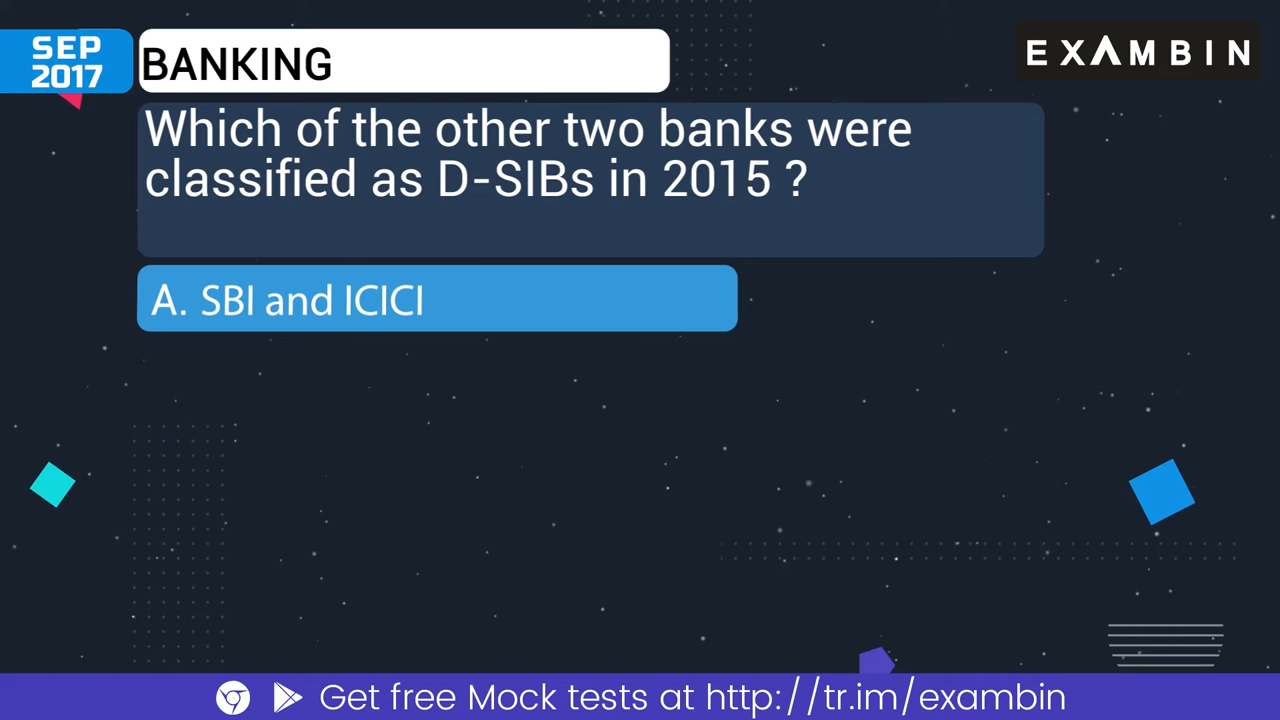 SEP
2017
BANKING
EXAMBIN
Which of the other two banks were
classified as D-SIBs in 2015 ?
A. SBI and ICICI
Get free Mock tests at http://tr.im/exambin